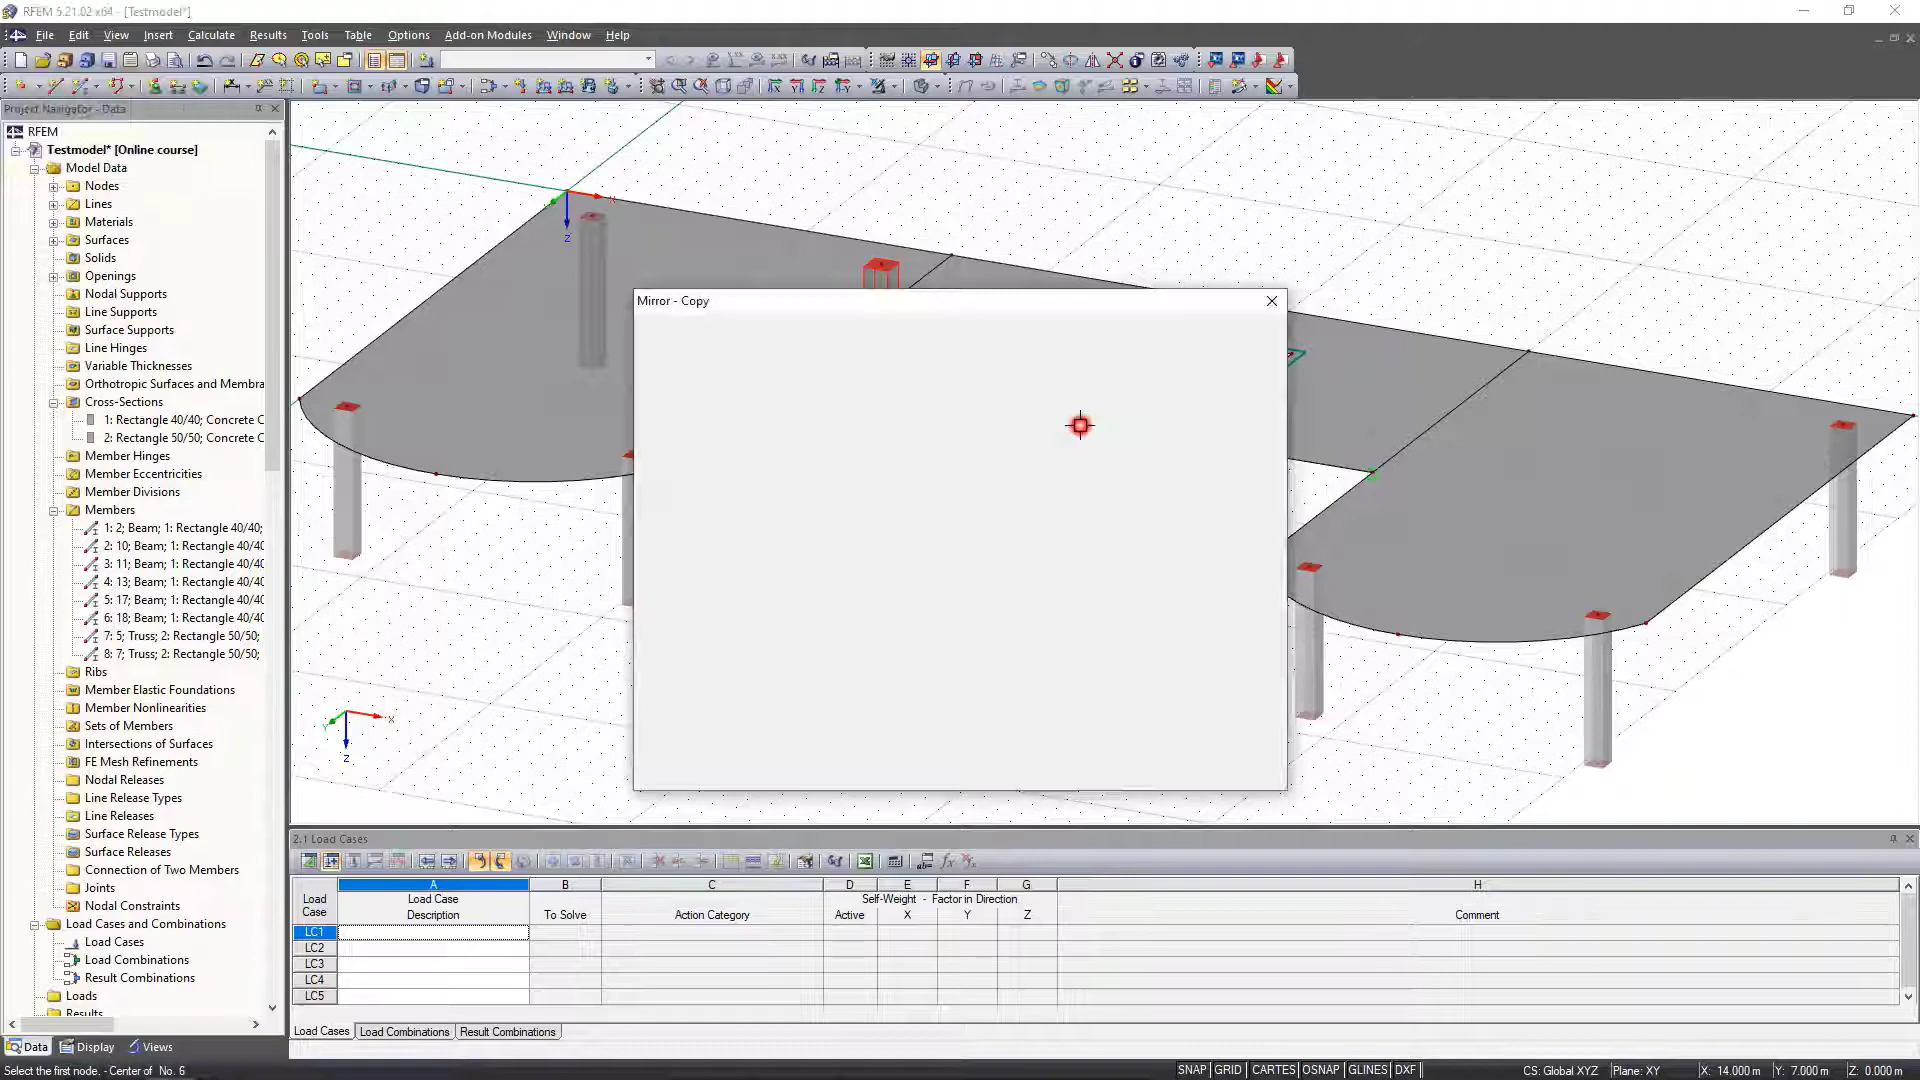 RFEM 5.21.02 x64 - [Testmodel*]
File Edit View Insert Calculate Results Tools Table Options Add-on Modules Window Help
Project Navigator - Data
RFEM
Testmodel* [Online course]
Model Data
Nodes
Lines
Materials
Surfaces
Solids
Openings
Nodal Supports
Line Supports
Surface Supports
Line Hinges
Variable Thicknesses
Orthotropic Surfaces and Membra
Cross-Sections
1: Rectangle 40/40; Concrete C
2: Rectangle 50/50; Concrete C
Member Hinges
Member Eccentricities
Member Divisions
Members
1: 2; Beam; 1: Rectangle 40/40;
2: 10; Beam; 1: Rectangle 40/40
3: 11; Beam; 1: Rectangle 40/40
4: 13; Beam; 1: Rectangle 40/40
5: 17; Beam; 1: Rectangle 40/40
6: 18; Beam; 1: Rectangle 40/40
7: 5; Truss; 2: Rectangle 50/50;
8: 7; Truss; 2: Rectangle 50/50;
Ribs
Member Elastic Foundations
Member Nonlinearities
Sets of Members
Intersections of Surfaces
FE Mesh Refinements
Nodal Releases
Line Release Types
Line Releases
Surface Release Types
Surface Releases
Connection of Two Members
Joints
Nodal Constraints
Load Cases and Combinations
Load Cases
Load Combinations
Result Combinations
Loads
Results
Data Display Views
X
Z
Mirror - Copy
X
Y
Z
2.1 Load Cases
A B C D E F G H
Load Case Load Case Self-Weight - Factor in Direction
Description To Solve Action Category Active X Y Z Comment
LC1
LC2
LC3
LC4
LC5
Load Cases Load Combinations Result Combinations
Select the first node. - Center of No. 6 SNAP GRID CARTES OSNAP GLINES DXF CS: Global XYZ Plane: XY X: 14.000 m Y: 7.000 m Z: 0.000 m